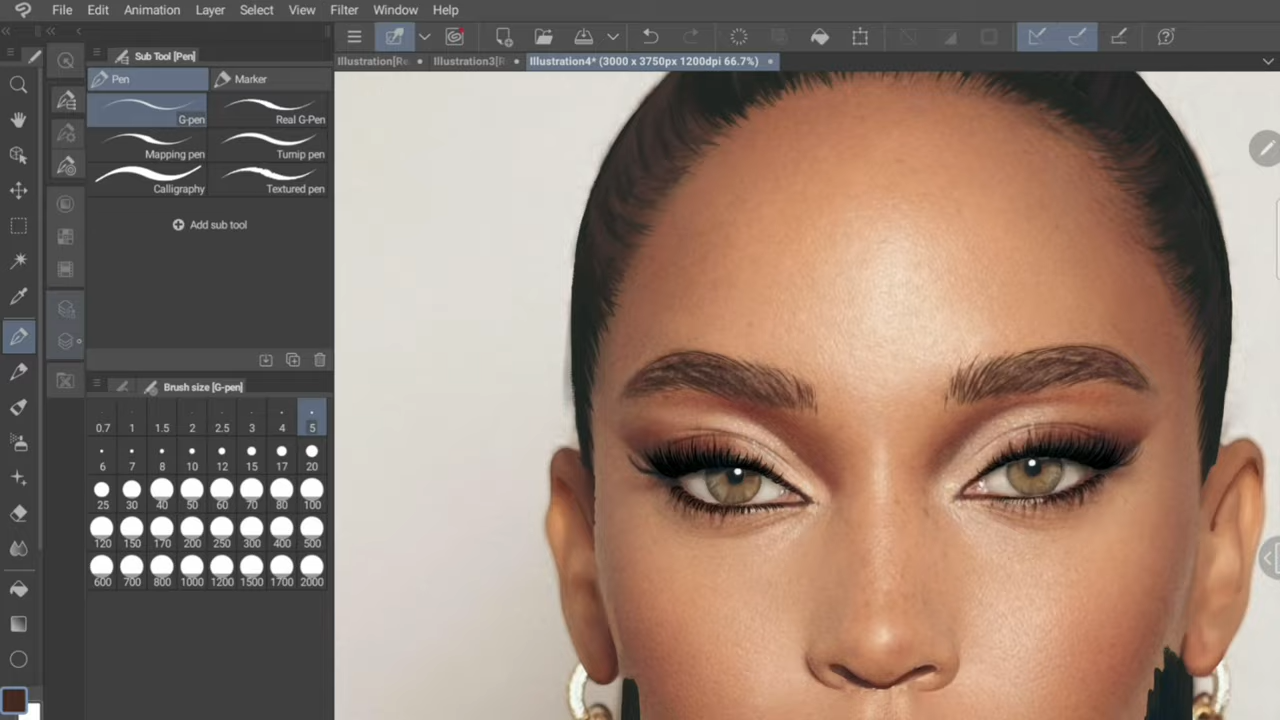 File Edit Animation Layer Select View Filter Window Help
Sub Tool [Pen]
Illustration[Re
Illustration3[R
Illustration4* (3000 x 3750px 1200dpi 66.7%)
Pen
Marker
G-pen
Real G-Pen
Mapping pen
Turnip pen
Calligraphy
Textured pen
Add sub tool
Brush size [G-pen]
0.7 1 1.5 2 2.5 3 4 5
6 7 8 10 12 15 17 20
25 30 40 50 60 70 80 100
120 150 170 200 250 300 400 500
600 700 800 1000 1200 1500 1700 2000